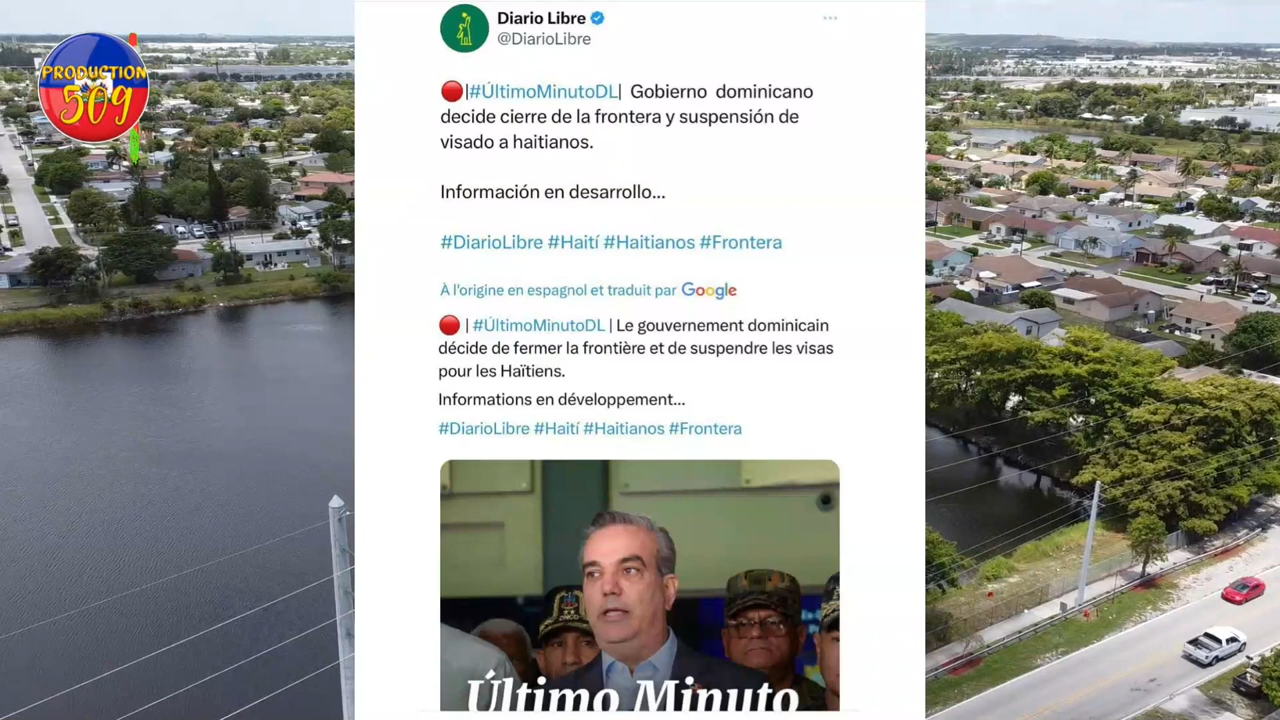 PRODUCTION
509
Diario Libre
@DiarioLibre
|#ÚltimoMinutoDL| Gobierno dominicano
decide cierre de la frontera y suspensión de
visado a haitianos.
Información en desarrollo...
#DiarioLibre #Haití #Haitianos #Frontera
À l'origine en espagnol et traduit par Google
| #ÚltimoMinutoDL | Le gouvernement dominicain
décide de fermer la frontière et de suspendre les visas
pour les Haïtiens.
Informations en développement...
#DiarioLibre #Haití #Haitianos #Frontera
Último Minuto